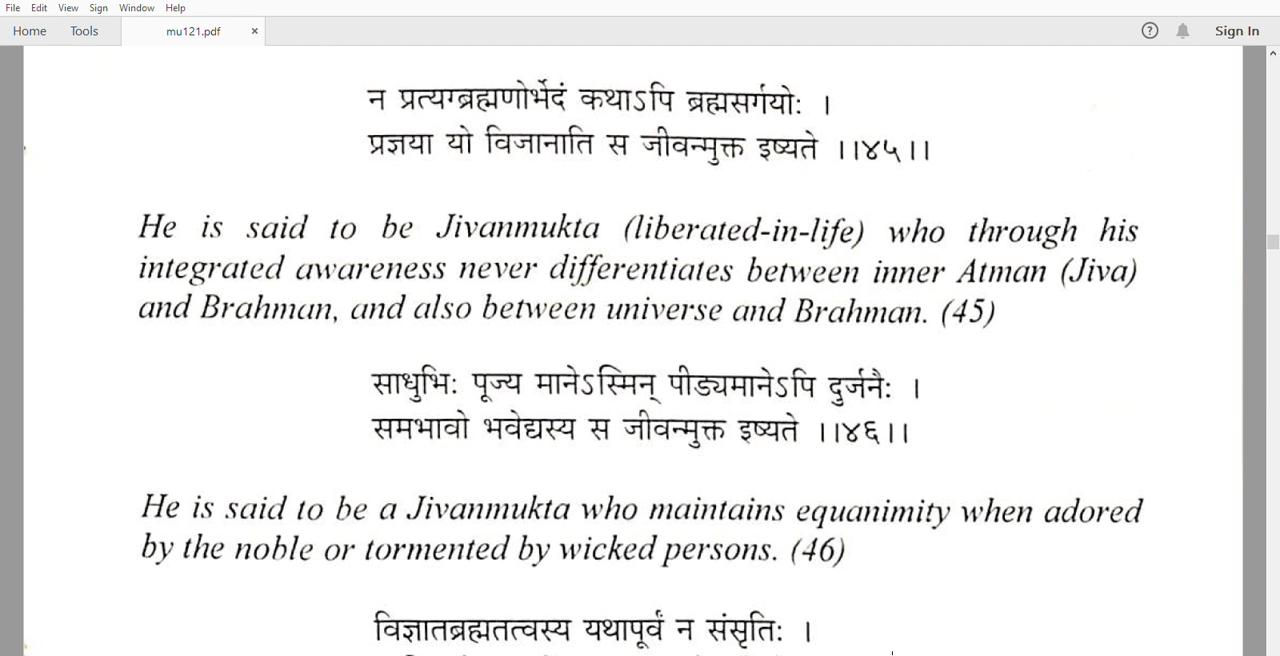 File Edit View Sign Window Help
Home Tools mu121.pdf × ? Sign In
न प्रत्यग्ब्रह्मणोर्भेदं कथाऽपि ब्रह्मसर्गयोः ।
प्रज्ञया यो विजानाति स जीवन्मुक्त इष्यते ।।४५।।
He is said to be Jivanmukta (liberated-in-life) who through his
integrated awareness never differentiates between inner Atman (Jiva)
and Brahman, and also between universe and Brahman. (45)
साधुभिः पूज्य मानेऽस्मिन् पीड्यमानेऽपि दुर्जनैः ।
समभावो भवेद्यस्य स जीवन्मुक्त इष्यते ।।४६।।
He is said to be a Jivanmukta who maintains equanimity when adored
by the noble or tormented by wicked persons. (46)
विज्ञातब्रह्मतत्वस्य यथापूर्वं न संसृतिः ।